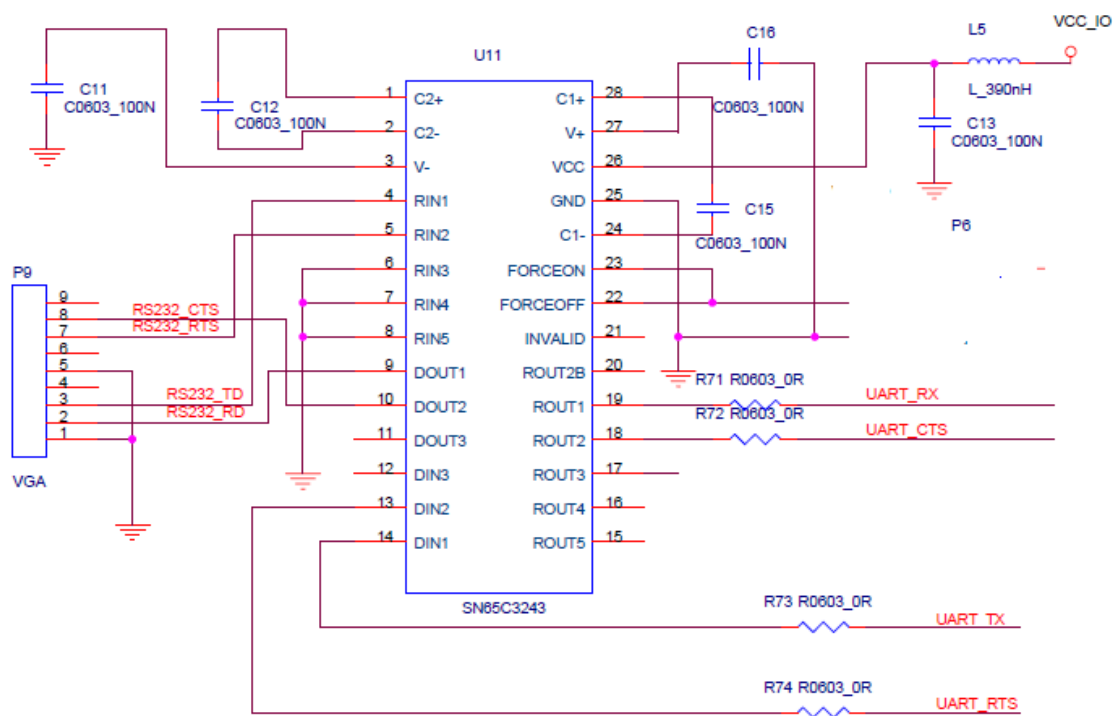 VCC_IO
L5
L_390nH
C16
C0603_100N
U11
C11
C0603_100N
C12
C0603_100N
C13
C0603_100N
1 C2+ C1+ 28
2 C2- V+ 27
3 V- VCC 26
4 RIN1 GND 25
5 RIN2 C1- 24
6 RIN3 FORCEON 23
7 RIN4 FORCEOFF 22
8 RIN5 INVALID 21
9 DOUT1 ROUT2B 20
10 DOUT2 ROUT1 19
11 DOUT3 ROUT2 18
12 DIN3 ROUT3 17
13 DIN2 ROUT4 16
14 DIN1 ROUT5 15
SN65C3243
C15
C0603_100N
P6
P9
9
8 RS232_CTS
7 RS232_RTS
6
5
4
3 RS232_TD
2 RS232_RD
1
VGA
R71 R0603_0R
UART_RX
R72 R0603_0R
UART_CTS
R73 R0603_0R
UART_TX
R74 R0603_0R
UART_RTS